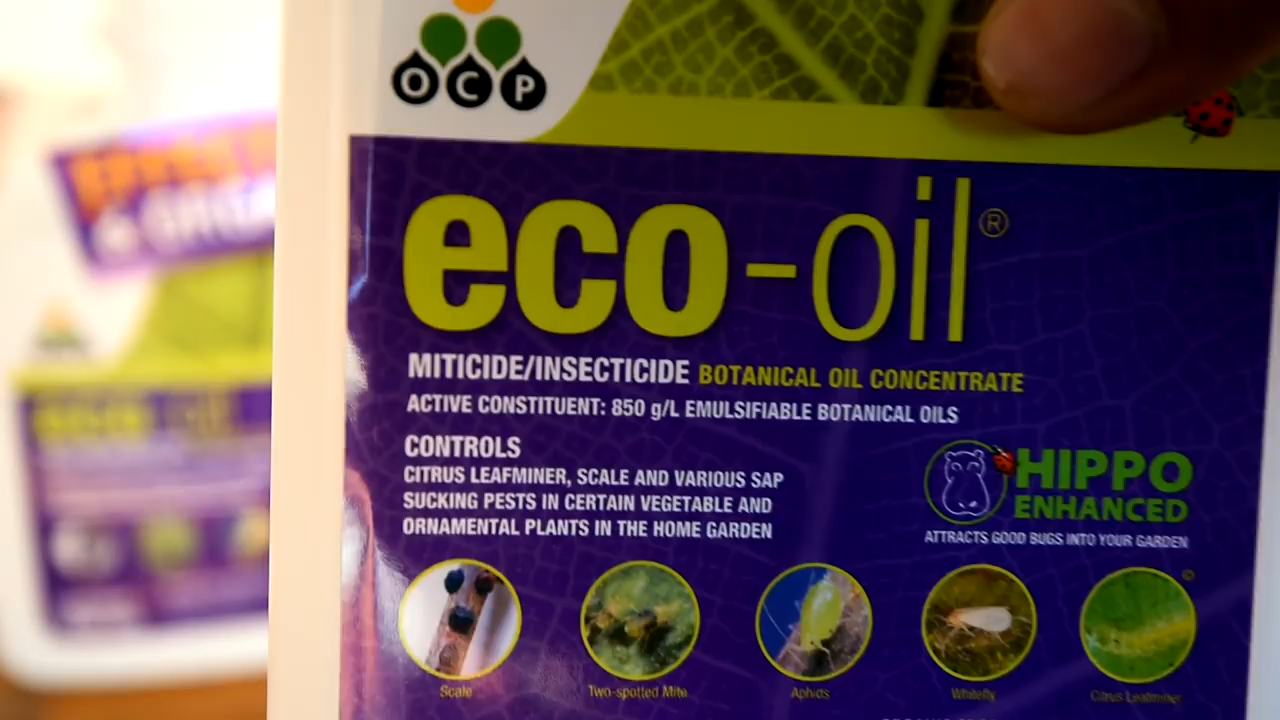 OCP
eco-oil®
MITICIDE/INSECTICIDE BOTANICAL OIL CONCENTRATE
ACTIVE CONSTITUENT: 850 g/L EMULSIFIABLE BOTANICAL OILS
CONTROLS
CITRUS LEAFMINER, SCALE AND VARIOUS SAP
SUCKING PESTS IN CERTAIN VEGETABLE AND
ORNAMENTAL PLANTS IN THE HOME GARDEN
HIPPO
ENHANCED
ATTRACTS GOOD BUGS INTO YOUR GARDEN
Scale Two-spotted Mite Aphids Whitefly Citrus Leafminer
eco-oil